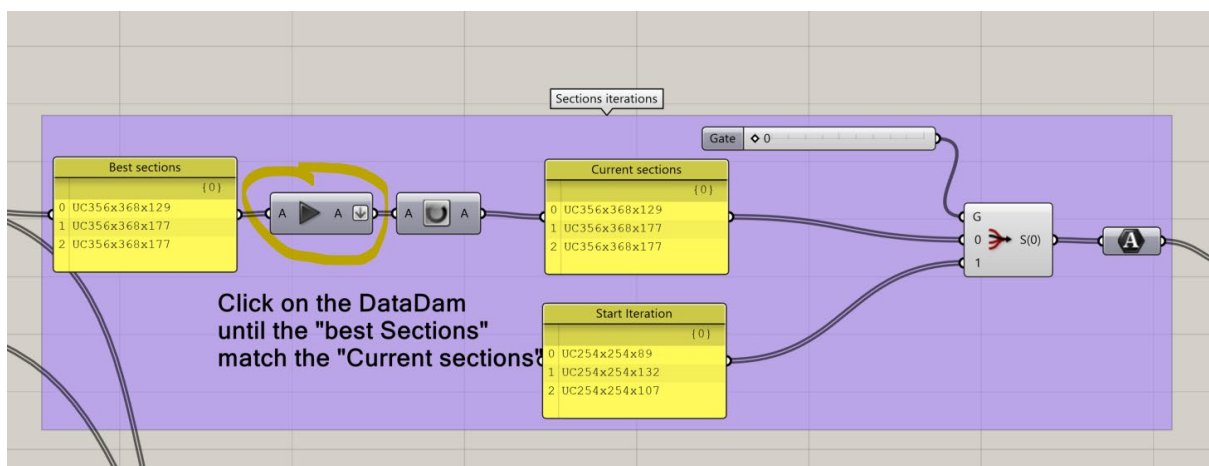 Sections iterations
Gate 0
Best sections
{0}
0 UC356x368x129
1 UC356x368x177
2 UC356x368x177
A A
A A
Current sections
{0}
0 UC356x368x129
1 UC356x368x177
2 UC356x368x177
G
0 S(0)
1
A
Click on the DataDam
until the "best Sections"
match the "Current sections"
Start Iteration
{0}
0 UC254x254x89
1 UC254x254x132
2 UC254x254x107